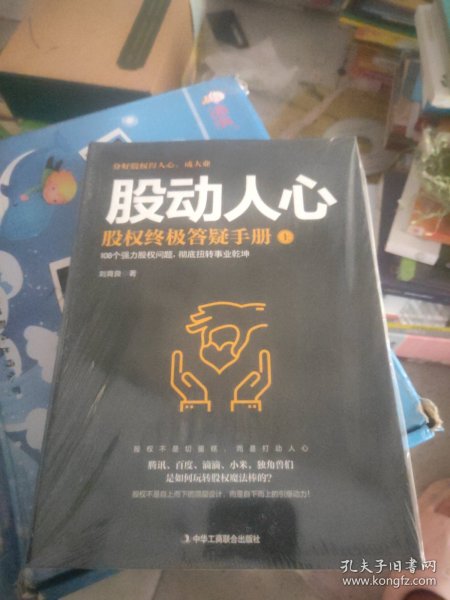 分好股权得人心，成大业
股动人心
股权终极答疑手册 上
108个强力股权问题，彻底扭转事业乾坤
刘育良 著
股权不是切蛋糕，而是打动人心
腾讯、百度、滴滴、小米、独角兽们
是如何玩转股权魔法棒的？
股权不是自上而下的顶层设计，而是自下而上的引爆动力！
中华工商联合出版社
孔夫子旧书网
www.kongfz.com